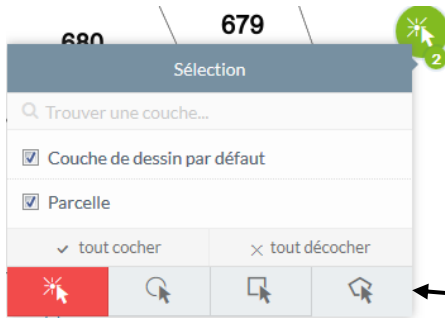 679
680
2
Sélection
Trouver une couche...
Couche de dessin par défaut
Parcelle
tout cocher tout décocher